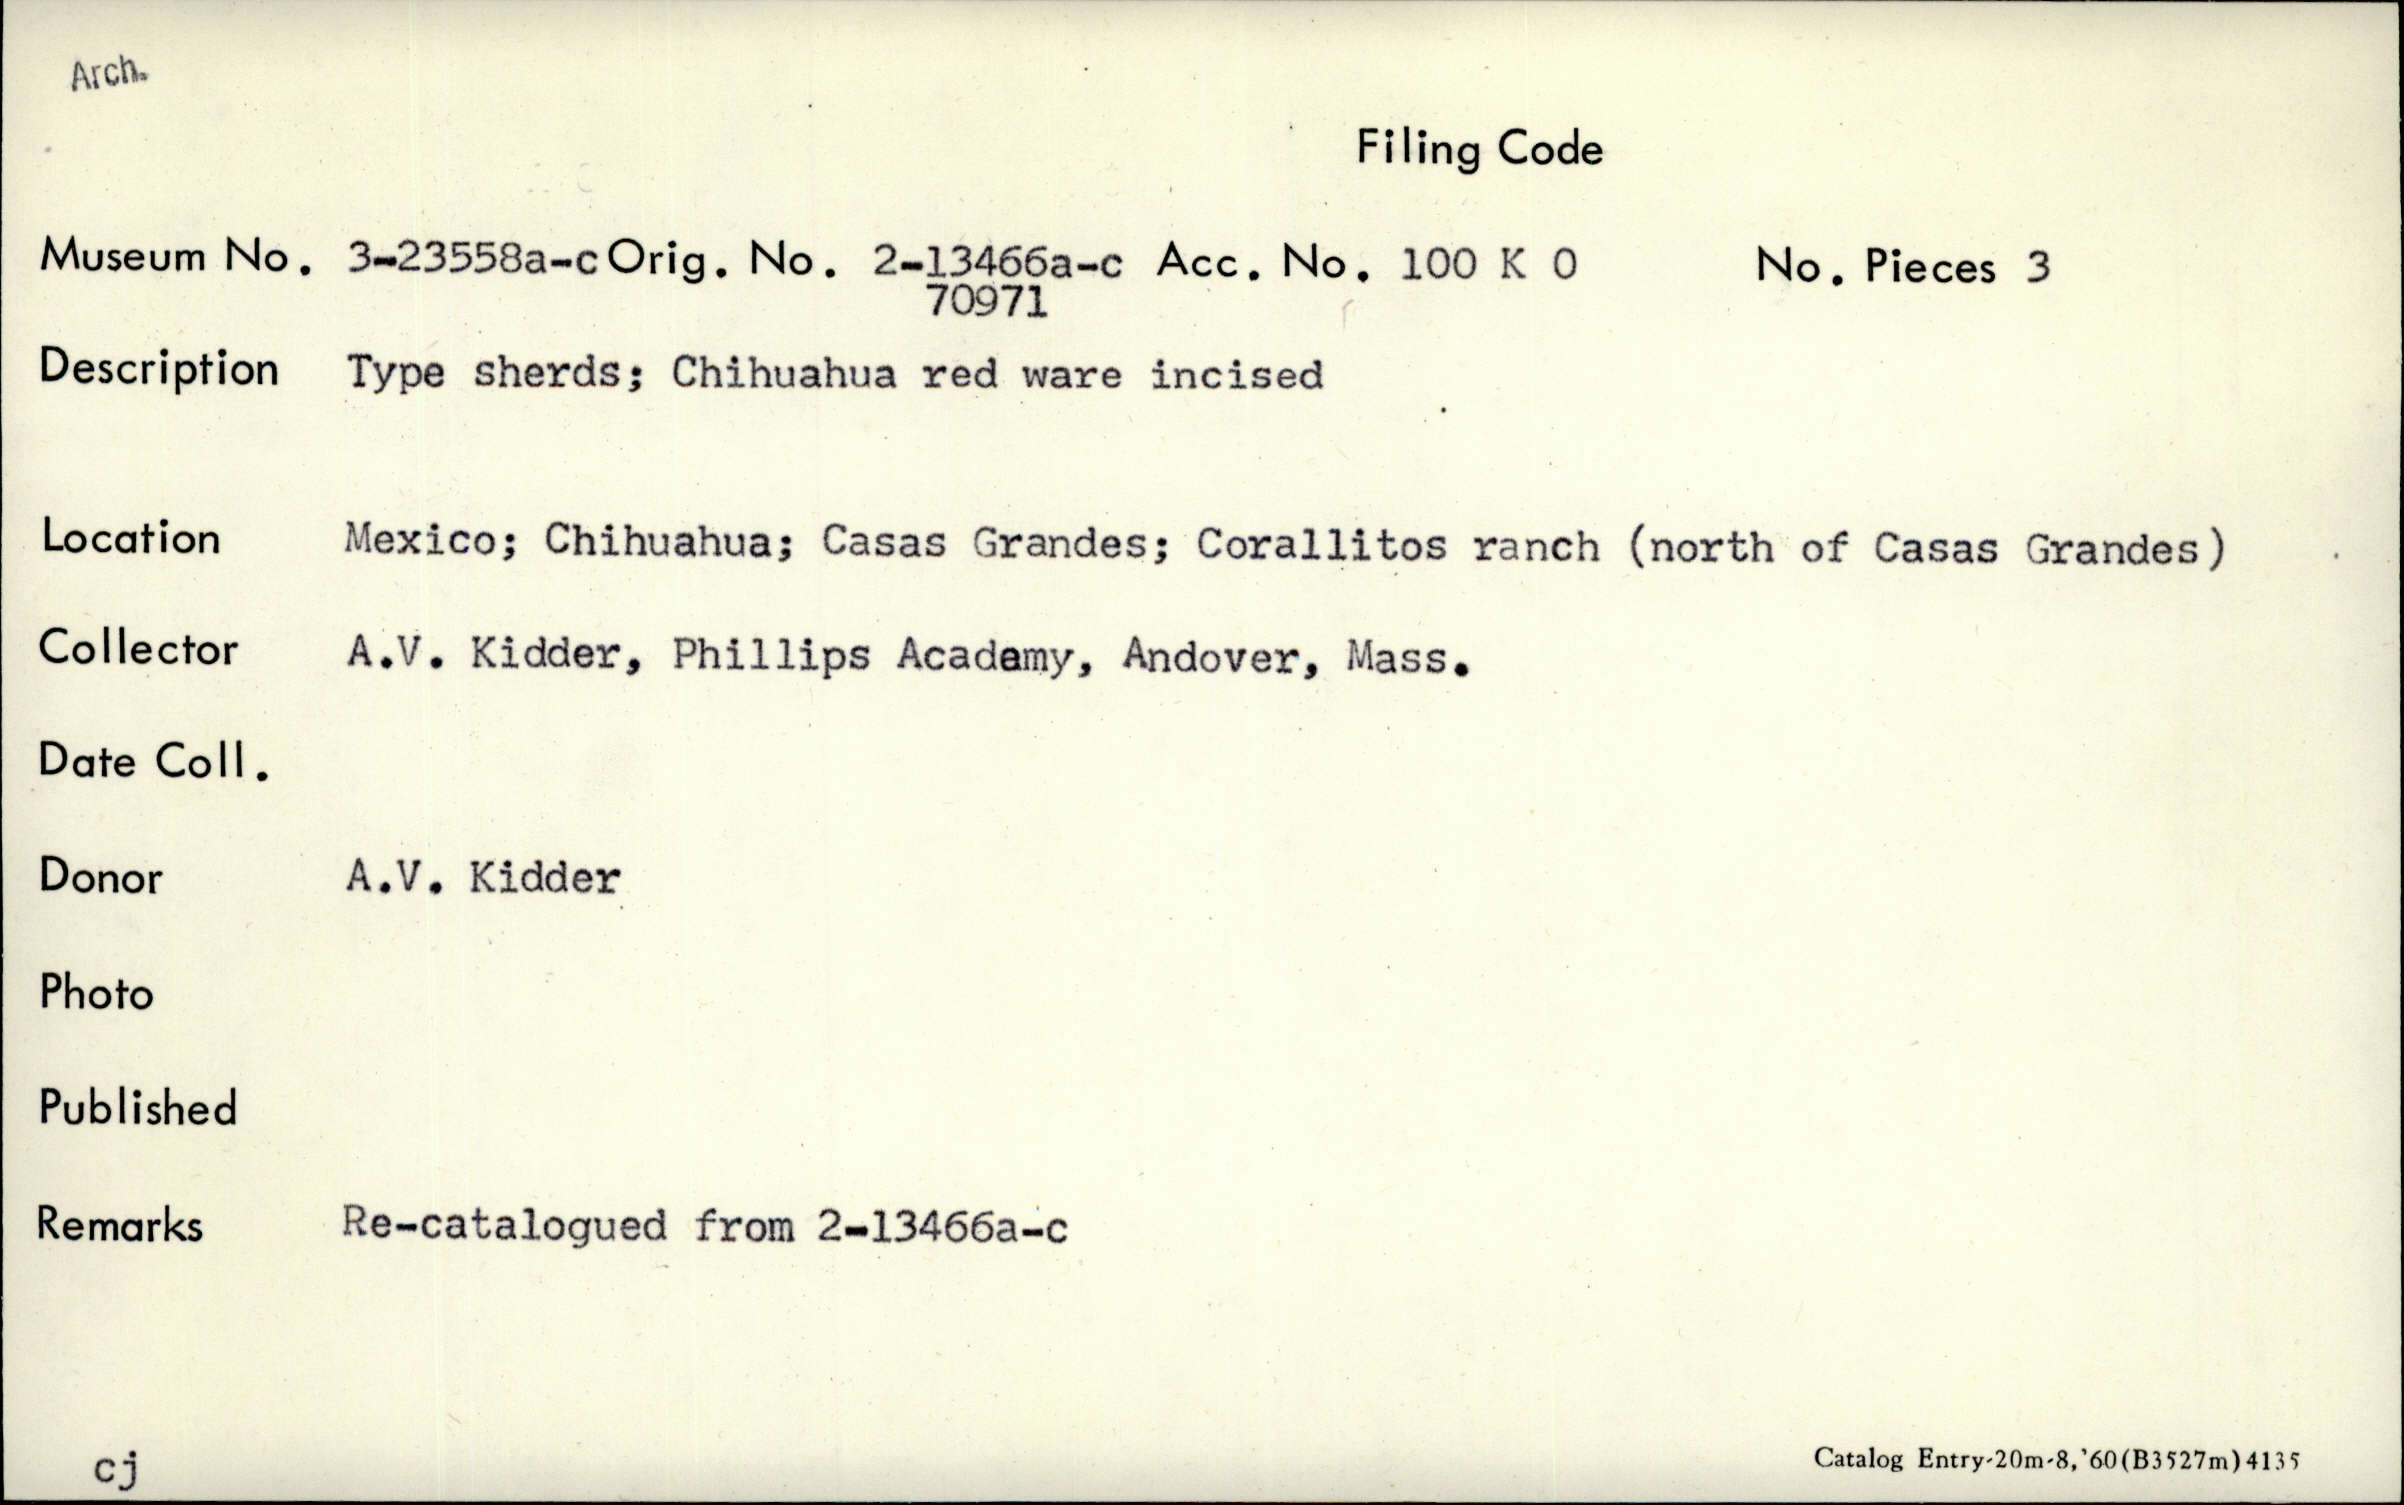 Arch.
Filing Code
Museum No. 3-23558a-c Orig. No. 2-13466a-c Acc. No. 100 K 0 No. Pieces 3
70971
Description Type sherds; Chihuahua red ware incised
Location Mexico; Chihuahua; Casas Grandes; Corallitos ranch (north of Casas Grandes)
Collector A.V. Kidder, Phillips Academy, Andover, Mass.
Date Coll.
Donor A.V. Kidder
Photo
Published
Remarks Re-catalogued from 2-13466a-c
cj
Catalog Entry-20m-8,'60(B3527m)4135